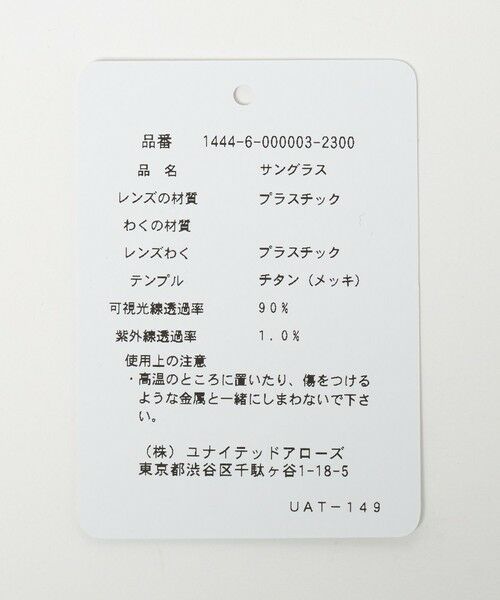 品番 1444-6-000003-2300
品 名 サングラス
レンズの材質 プラスチック
わくの材質
レンズわく プラスチック
テンプル チタン（メッキ）
可視光線透過率 90%
紫外線透過率 1.0%
使用上の注意
・高温のところに置いたり、傷をつける
ような金属と一緒にしまわないで下さ
い。
（株）ユナイテッドアローズ
東京都渋谷区千駄ヶ谷1-18-5
UAT-149